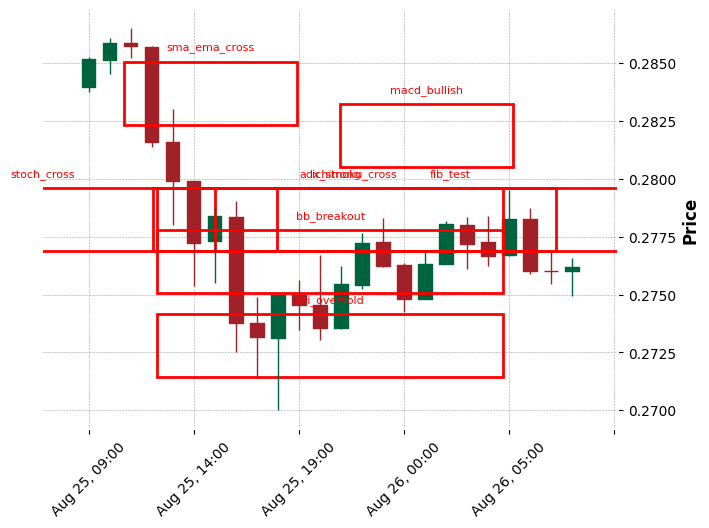 sma_ema_cross
macd_bullish
stoch_cross
fib_test
bb_breakout
0.2850
0.2825
0.2800
0.2775
0.2750
0.2725
0.2700
Price
Aug 25, 09:00
Aug 25, 14:00
Aug 25, 19:00
Aug 26, 00:00
Aug 26, 05:00